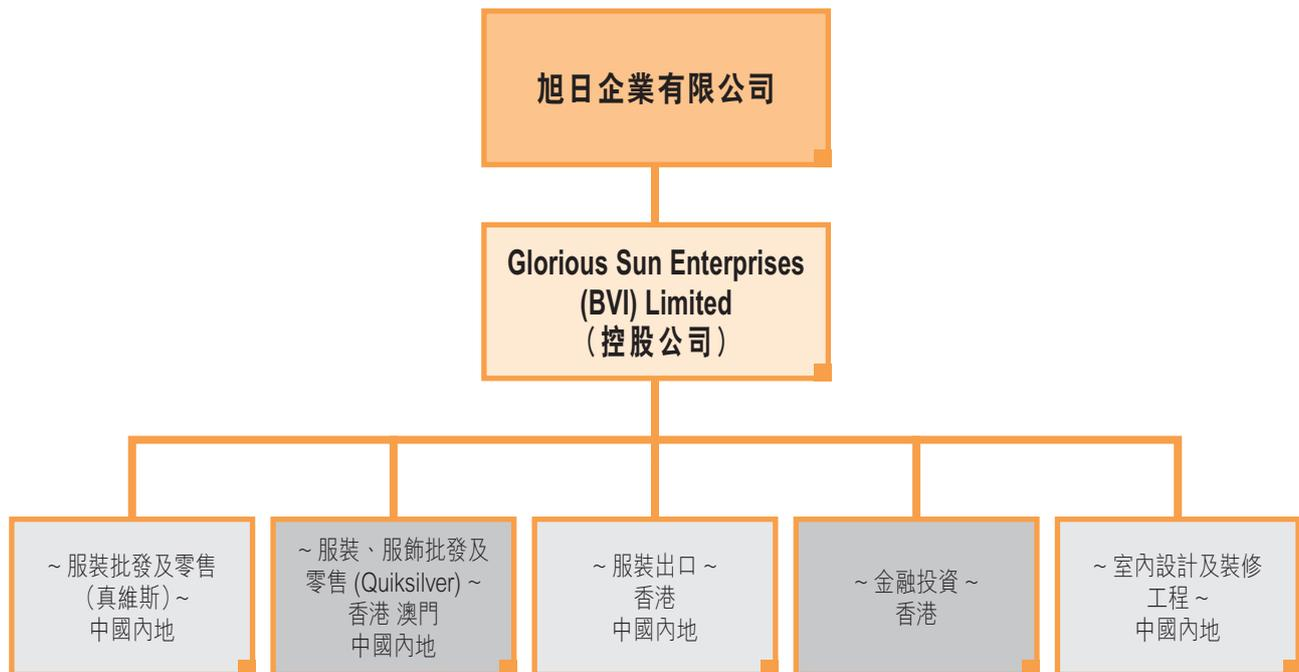 旭日企業有限公司
Glorious Sun Enterprises
(BVI) Limited
（控股公司）
~ 服裝批發及零售
（真維斯）~
中國內地
~ 服裝、服飾批發及
零售 (Quiksilver) ~
香港 澳門
中國內地
~ 服裝出口 ~
香港
中國內地
~ 金融投資 ~
香港
~ 室內設計及裝修
工程 ~
中國內地